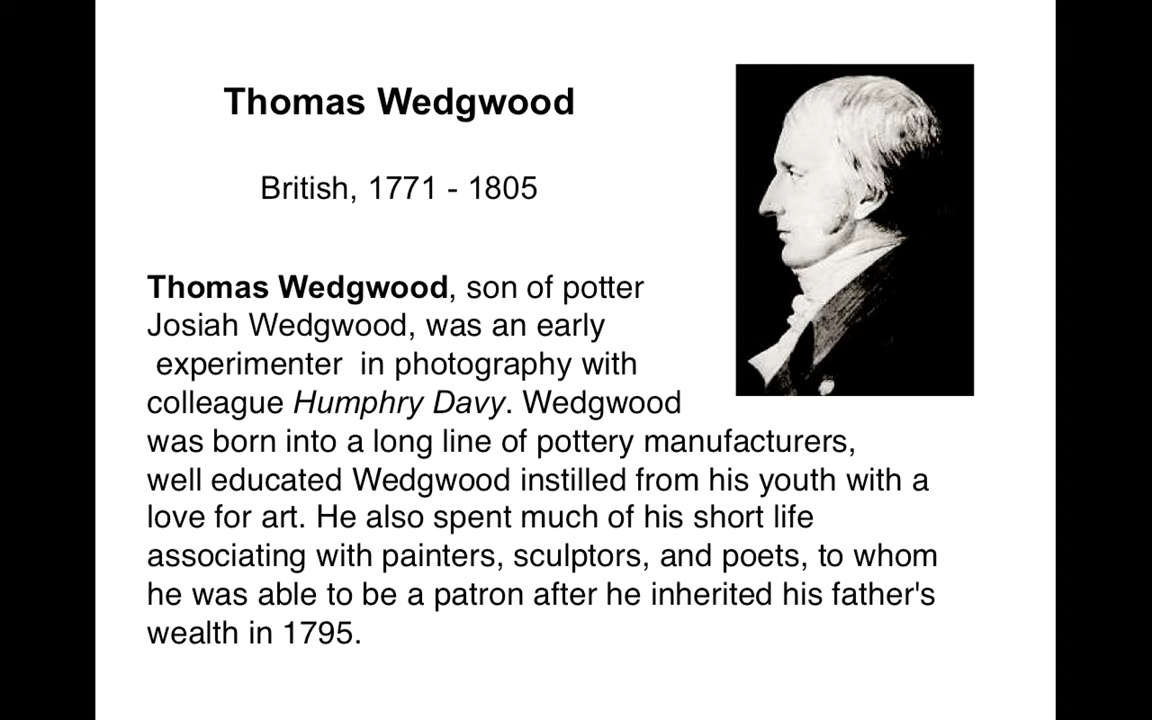 Thomas Wedgwood
British, 1771 - 1805
Thomas Wedgwood, son of potter
Josiah Wedgwood, was an early
experimenter in photography with
colleague Humphry Davy. Wedgwood
was born into a long line of pottery manufacturers,
well educated Wedgwood instilled from his youth with a
love for art. He also spent much of his short life
associating with painters, sculptors, and poets, to whom
he was able to be a patron after he inherited his father's
wealth in 1795.